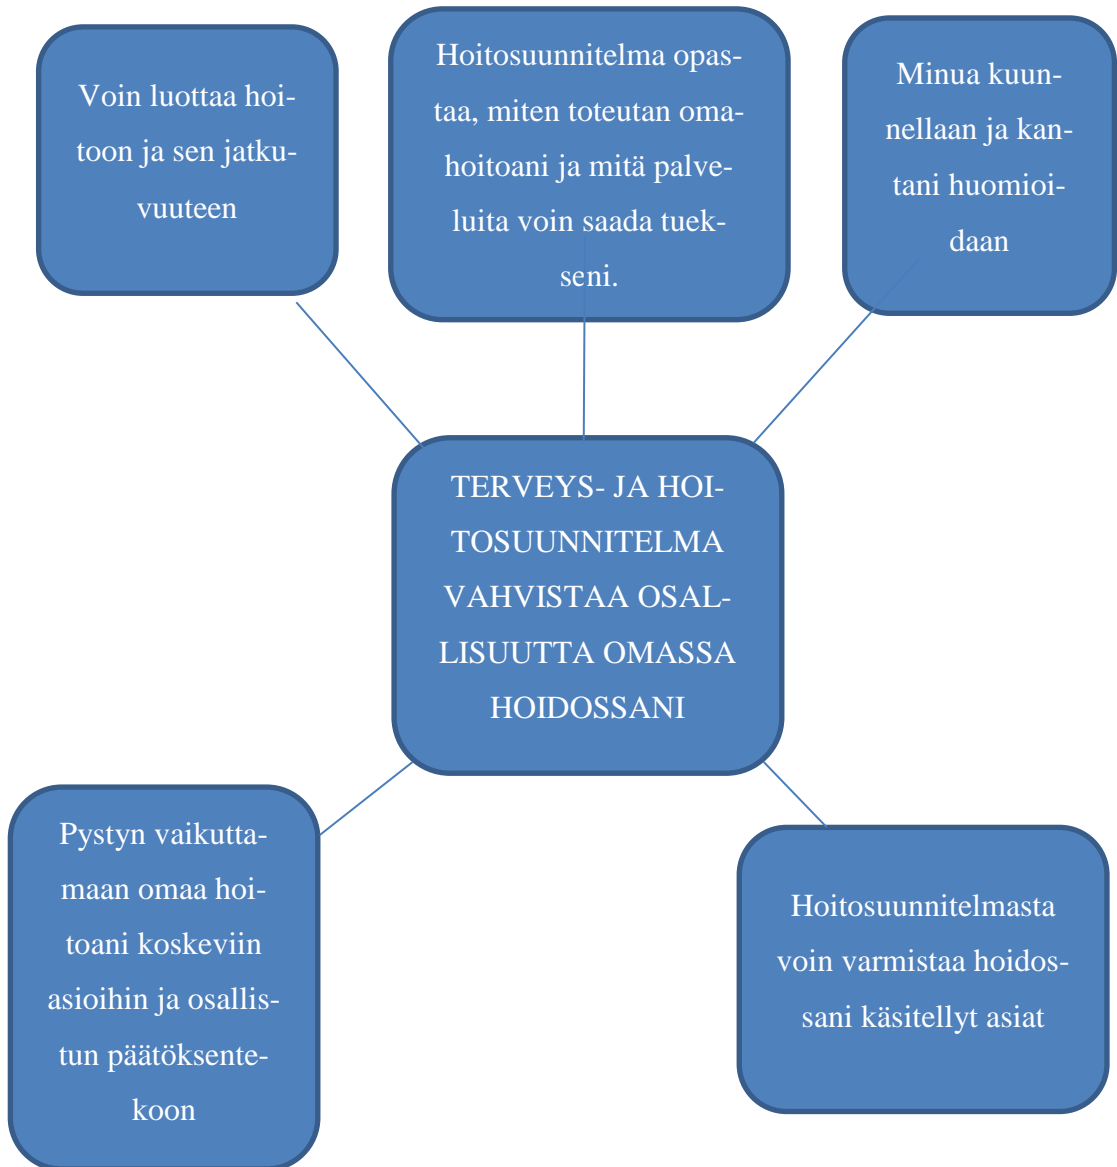 Voin luottaa hoi-
toon ja sen jatku-
vuuteen
Hoitosuunnitelma opas-
taa, miten toteutan oma-
hoitoani ja mitä palve-
luita voin saada tuek-
seni.
Minua kuun-
nellaan ja kan-
tani huomioi-
daan
TERVEYS- JA HOI-
TOSUUNNITELMA
VAHVISTAA OSAL-
LISUUTTA OMASSA
HOIDOSSANI
Pystyn vaikutta-
maan omaa hoi-
toani koskeviin
asioihin ja osallis-
tun päätöksente-
koon
Hoitosuunnitelmasta
voin varmistaa hoidos-
sani käsitellyt asiat